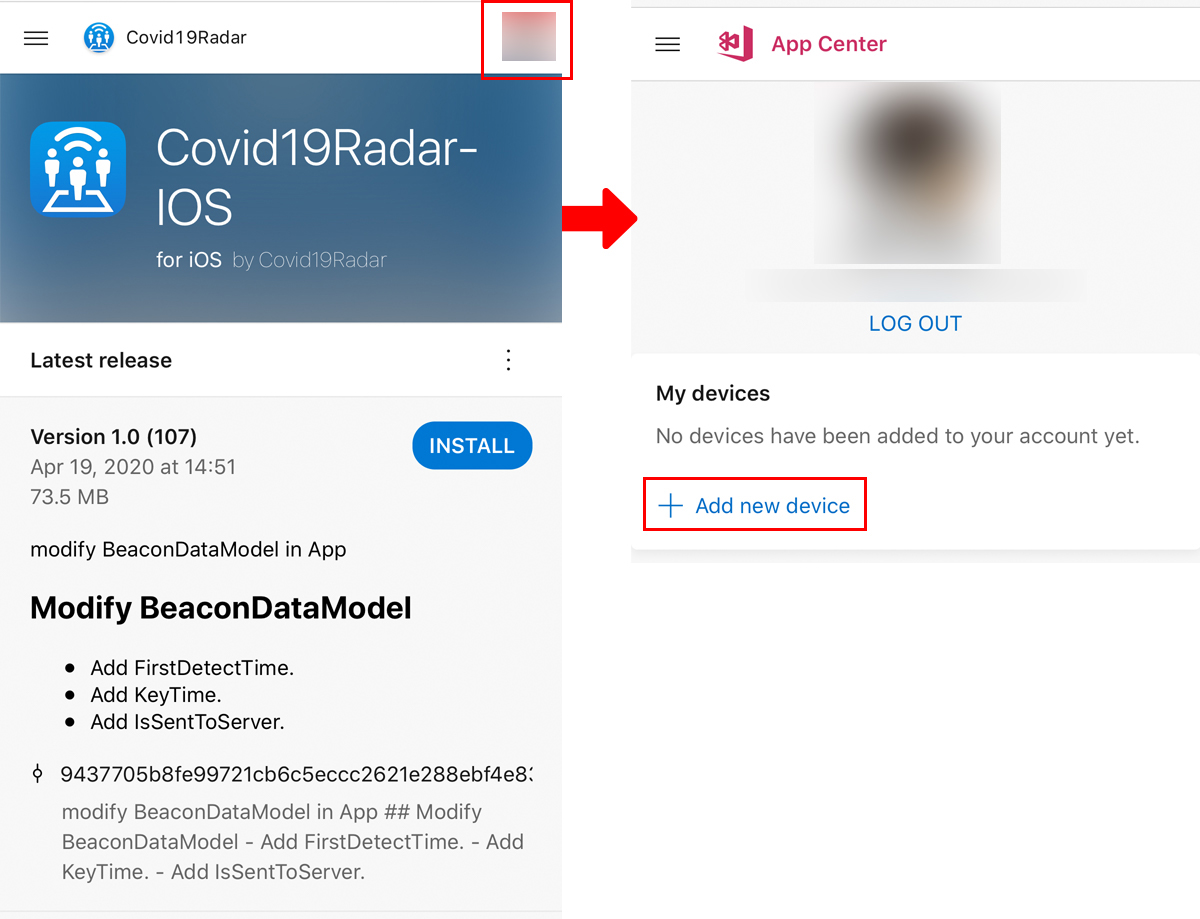 Covid19Radar
Covid19Radar-
IOS
for iOS by Covid19Radar
Latest release
Version 1.0 (107)
INSTALL
Apr 19, 2020 at 14:51
73.5 MB
modify BeaconDataModel in App
Modify BeaconDataModel
• Add FirstDetectTime.
• Add KeyTime.
• Add IsSentToServer.
9437705b8fe99721cb6c5eccc2621e288ebf4e8
modify BeaconDataModel in App ## Modify
BeaconDataModel - Add FirstDetectTime. - Add
KeyTime. - Add IsSentToServer.
App Center
LOG OUT
My devices
No devices have been added to your account yet.
+ Add new device